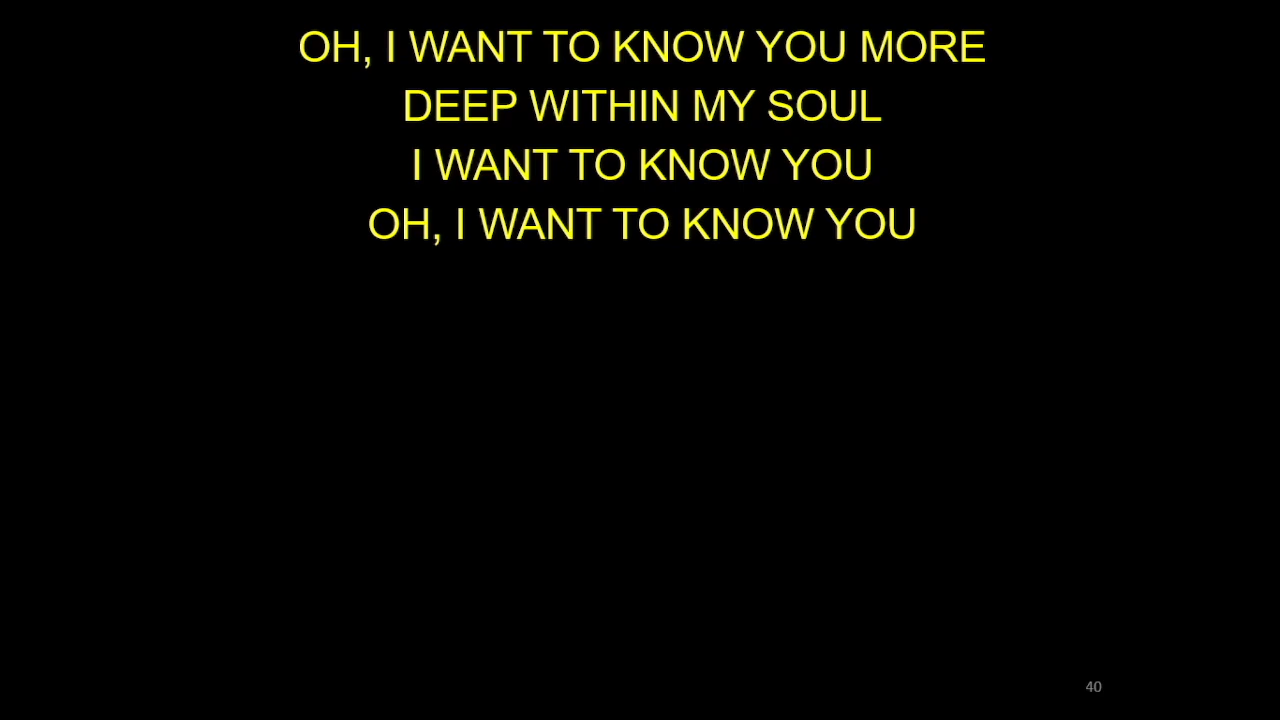 OH, I WANT TO KNOW YOU MORE
DEEP WITHIN MY SOUL
I WANT TO KNOW YOU
OH, I WANT TO KNOW YOU
40